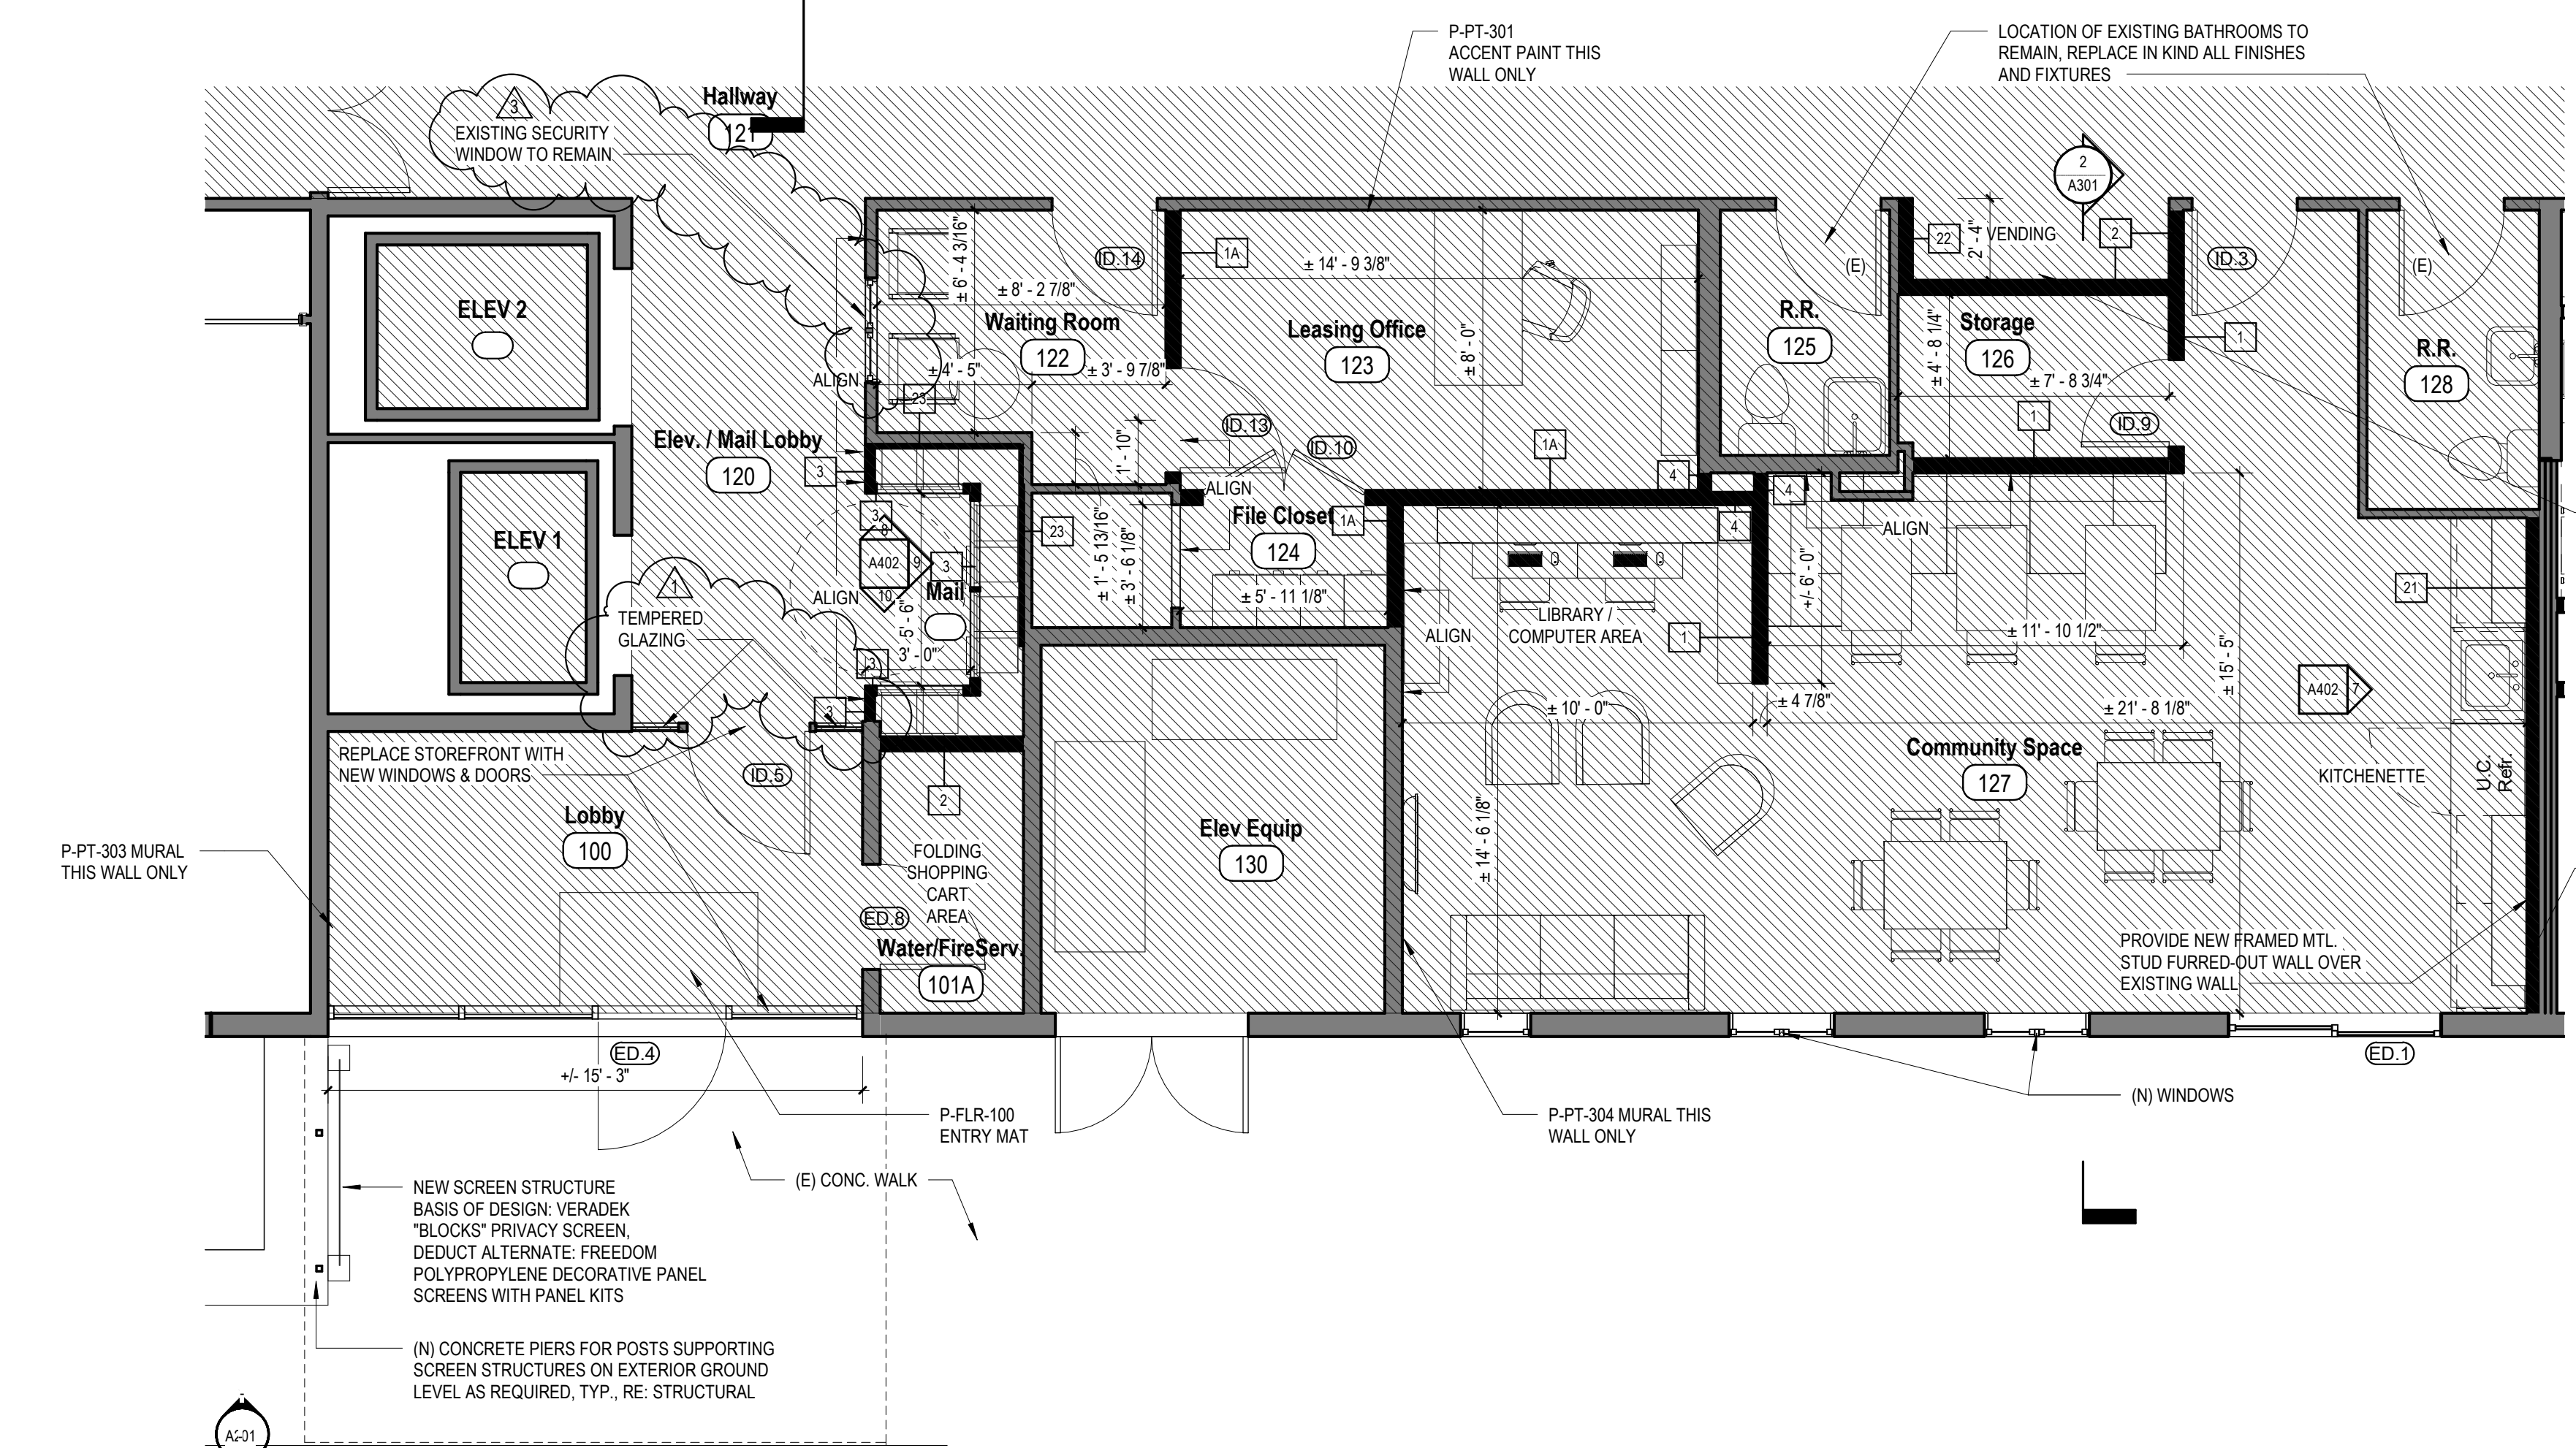 P-PT-301
ACCENT PAINT THIS
WALL ONLY
LOCATION OF EXISTING BATHROOMS TO
REMAIN, REPLACE IN KIND ALL FINISHES
AND FIXTURES
Hallway
121
3
EXISTING SECURITY
WINDOW TO REMAIN
2
A301
ELEV 2
± 6' - 4 3/16"
ID.14
± 8' - 2 7/8"
Waiting Room
122
± 4' - 5"
± 3' - 9 7/8"
ALIGN
23
1A
± 14' - 9 3/8"
Leasing Office
123
± 8' - 0"
R.R.
125
(E)
22
2' - 4"
VENDING
2
ID.3
(E)
Storage
126
± 4' - 8 1/4"
± 7' - 8 3/4"
1
1
ID.9
R.R.
128
Elev. / Mail Lobby
120
3
1' - 10"
ID.13
ID.10
1A
4
4
ALIGN
ELEV 1
3
8
A402
9
10
3
Mail
5' - 6"
3' - 0"
3
3
ALIGN
23
± 1' - 5 13/16"
± 3' - 6 1/8"
File Closet
124
1A
± 5' - 11 1/8"
4
ALIGN
+/- 6' - 0"
LIBRARY /
COMPUTER AREA
1
ALIGN
± 11' - 10 1/2"
± 15' - 5"
21
A402
7
1
TEMPERED
GLAZING
± 10' - 0"
± 4 7/8"
± 21' - 8 1/8"
REPLACE STOREFRONT WITH
NEW WINDOWS & DOORS
ID.5
2
Community Space
127
KITCHENETTE
U.C.
Refr.
Lobby
100
Elev Equip
130
± 14' - 6 1/8"
P-PT-303 MURAL
THIS WALL ONLY
FOLDING
SHOPPING
CART
AREA
ED.8
Water/FireServ.
101A
PROVIDE NEW FRAMED MTL.
STUD FURRED-OUT WALL OVER
EXISTING WALL
ED.4
+/- 15' - 3"
ED.1
P-FLR-100
ENTRY MAT
P-PT-304 MURAL THIS
WALL ONLY
(N) WINDOWS
(E) CONC. WALK
NEW SCREEN STRUCTURE
BASIS OF DESIGN: VERADEK
"BLOCKS" PRIVACY SCREEN,
DEDUCT ALTERNATE: FREEDOM
POLYPROPYLENE DECORATIVE PANEL
SCREENS WITH PANEL KITS
(N) CONCRETE PIERS FOR POSTS SUPPORTING
SCREEN STRUCTURES ON EXTERIOR GROUND
LEVEL AS REQUIRED, TYP., RE: STRUCTURAL